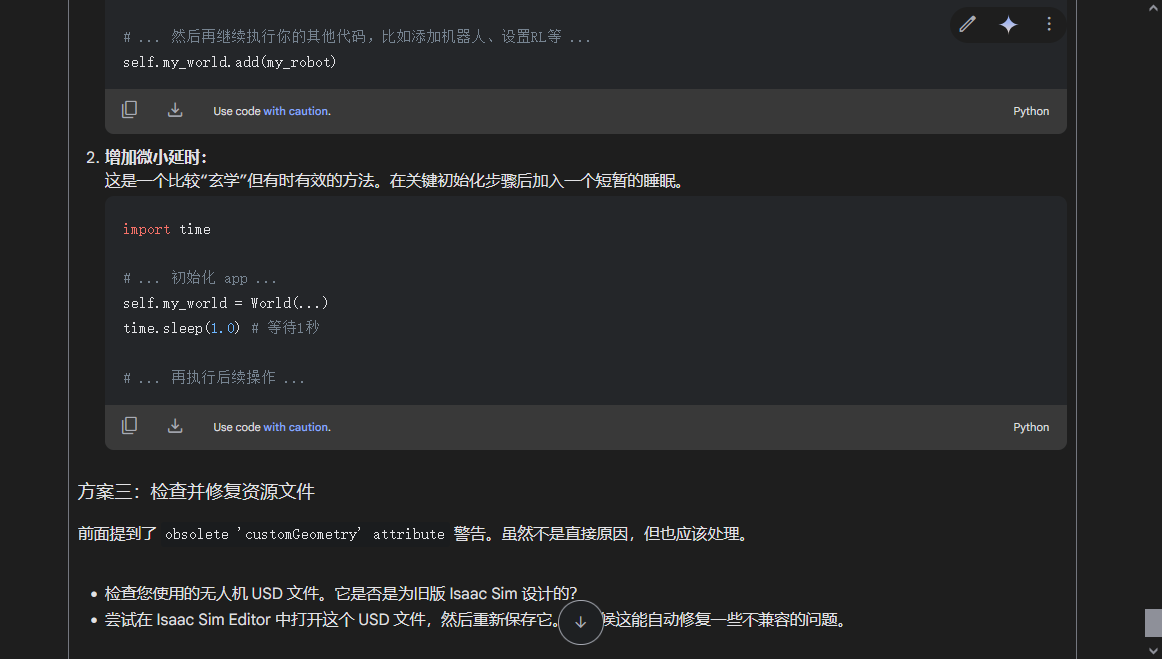 # ... 然后再继续执行你的其他代码，比如添加机器人、设置RL等 ...
self.my_world.add(my_robot)
Use code with caution.
Python
2. 增加微小延时：
这是一个比较“玄学”但有时有效的方法。在关键初始化步骤后加入一个短暂的睡眠。
import time
# ... 初始化 app ...
self.my_world = World(...)
time.sleep(1.0) # 等待1秒
# ... 再执行后续操作 ...
Use code with caution.
Python
方案三：检查并修复资源文件
前面提到了 obsolete 'customGeometry' attribute 警告。虽然不是直接原因，但也应该处理。
• 检查您使用的无人机 USD 文件。它是否是为旧版 Isaac Sim 设计的？
• 尝试在 Isaac Sim Editor 中打开这个 USD 文件，然后重新保存它。候这能自动修复一些不兼容的问题。